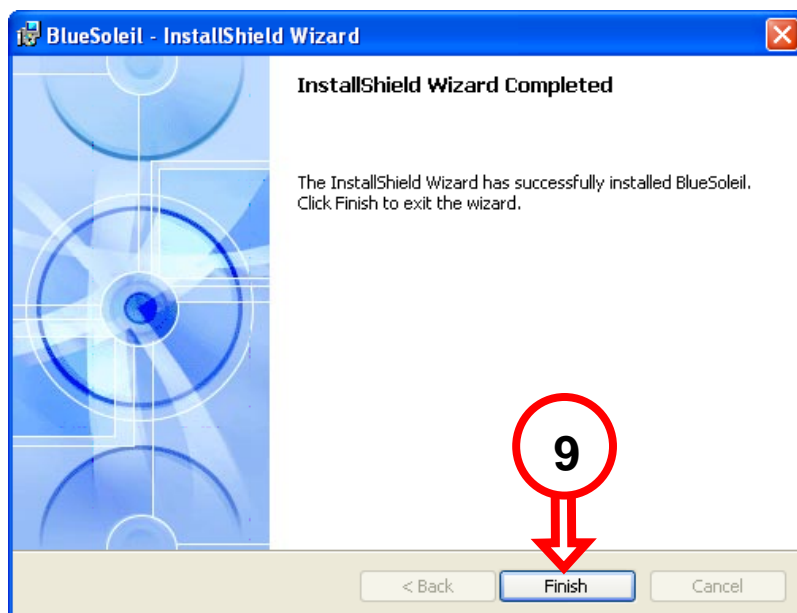 BlueSoleil - InstallShield Wizard
InstallShield Wizard Completed
The InstallShield Wizard has successfully installed BlueSoleil.
Click Finish to exit the wizard.
9
< Back
Finish
Cancel